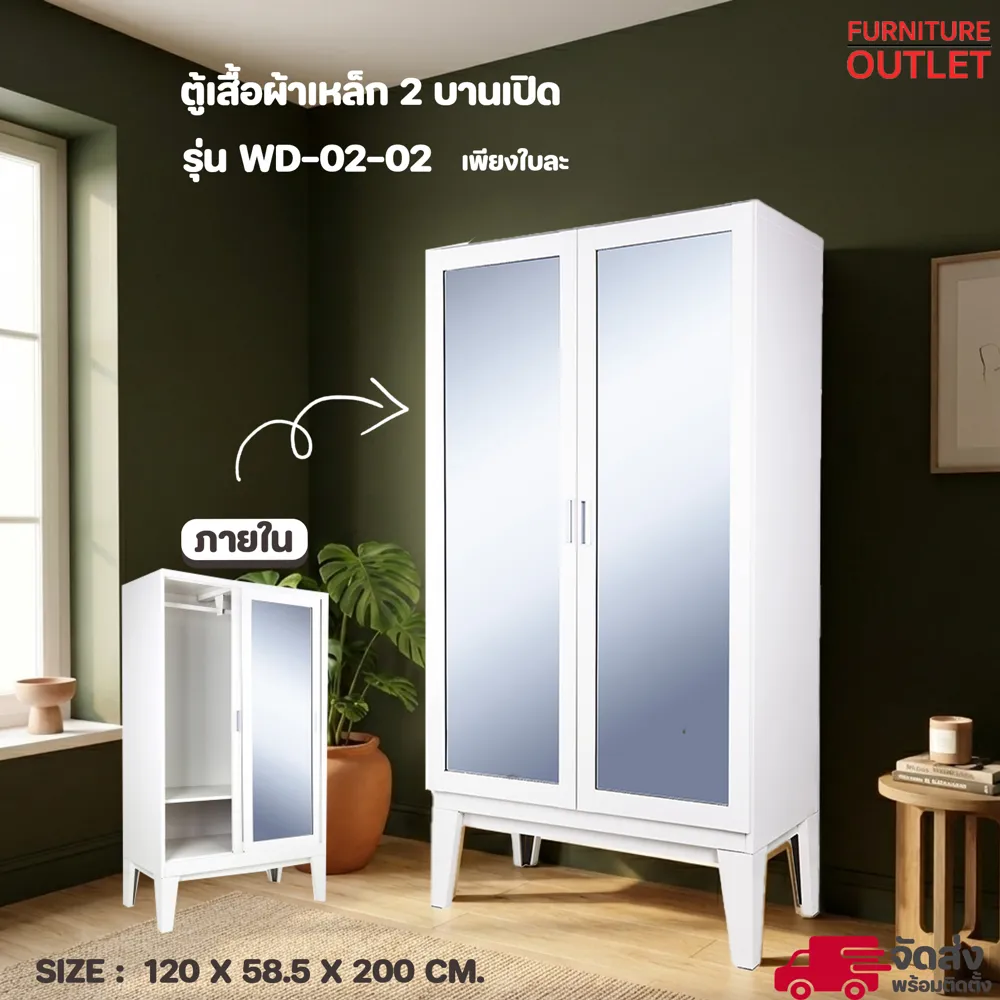 FURNITURE
OUTLET
ตู้เสื้อผ้าเหล็ก 2 บานเปิด
รุ่น WD-02-02 เพียงใบละ
ภายใน
SIZE : 120 X 58.5 X 200 CM.
จัดส่ง
พร้อมติดตั้ง